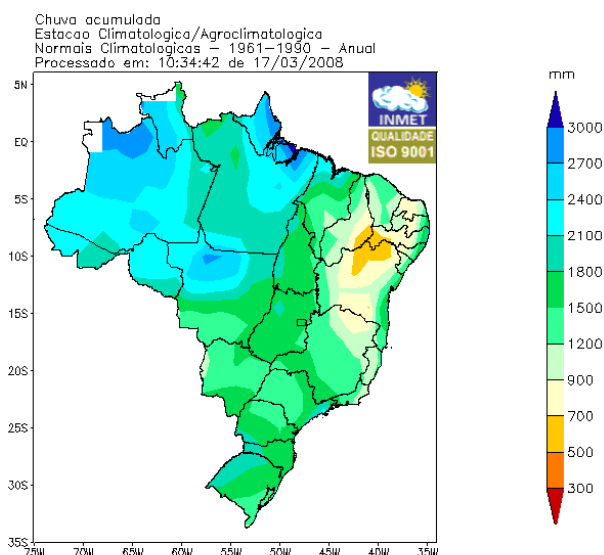 Chuva acumulada
Estacao Climatologica/Agroclimatologica
Normais Climatologicas - 1961-1990 - Anual
Processado em: 10:34:42 de 17/03/2008
INMET
QUALIDADE
ISO 9001
mm
3000
2700
2400
2100
1800
1500
1200
900
700
500
300
5N
EQ
5S
10S
15S
20S
25S
30S
35S
75W 70W 65W 60W 55W 50W 45W 40W 35W